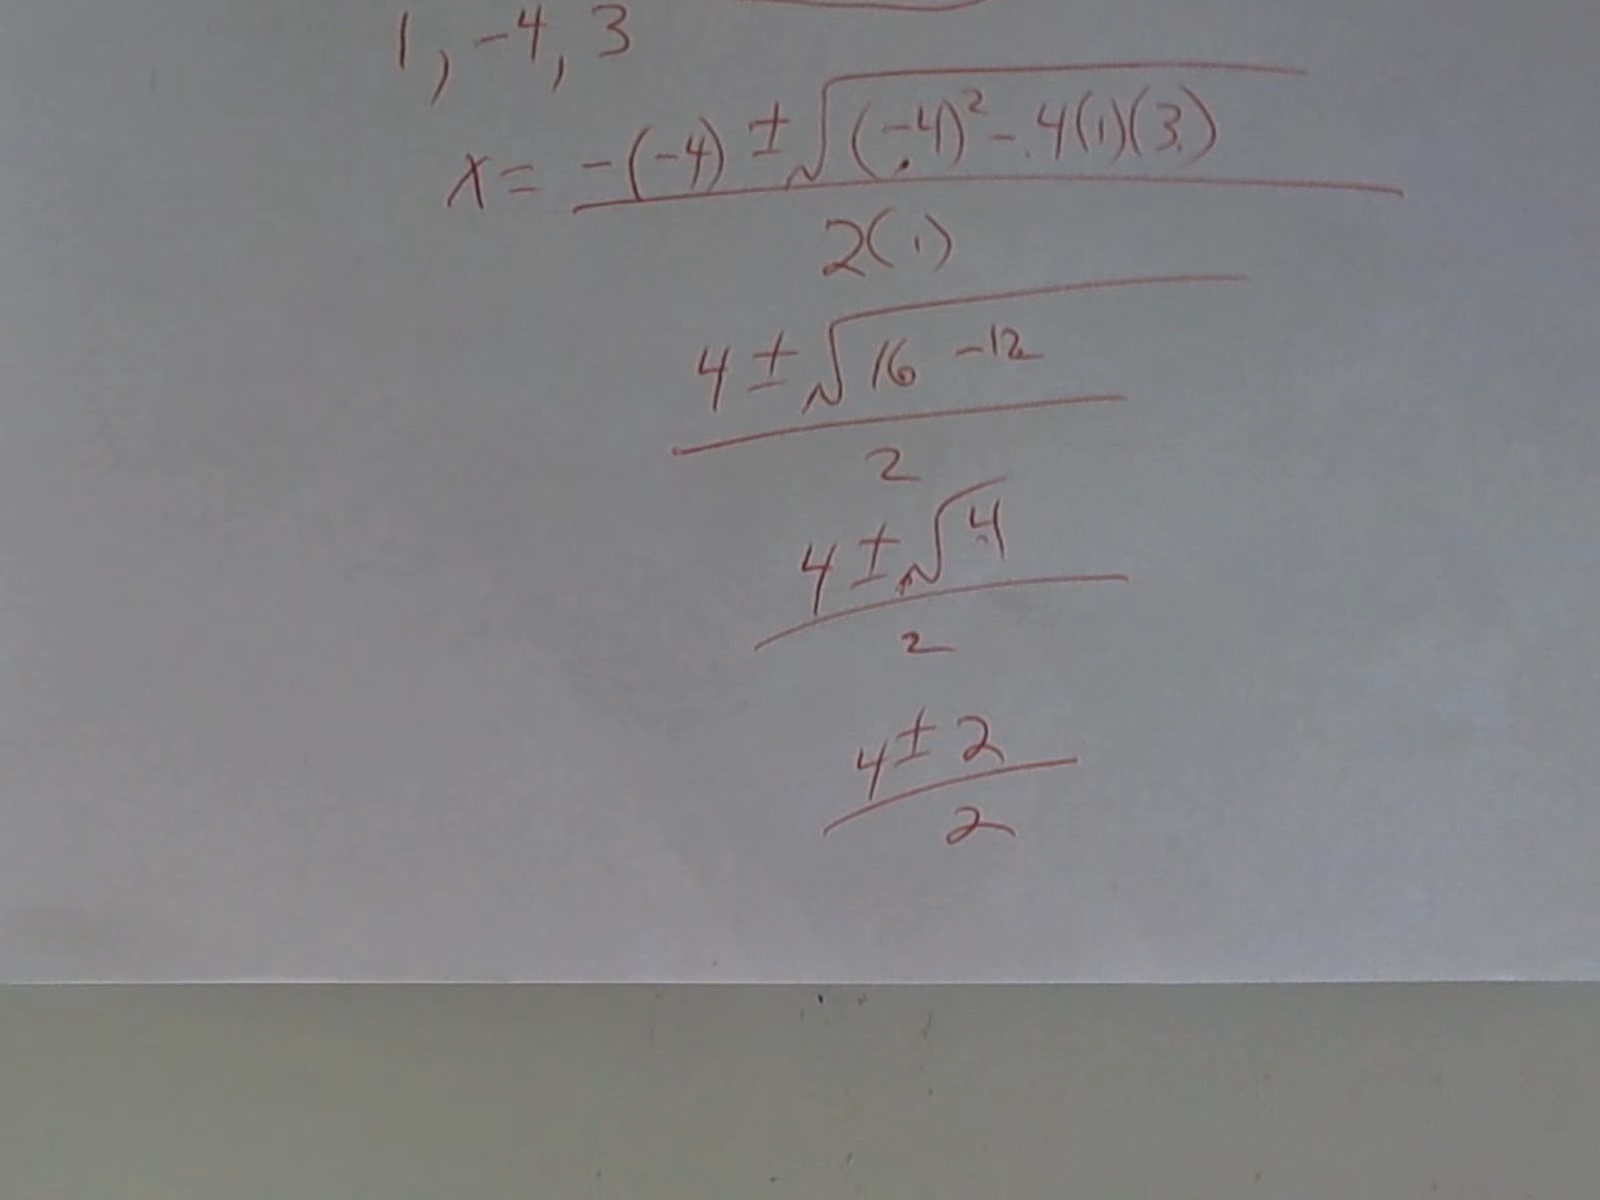 1, -4, 3
x = -(-4) ± √(-4)² - 4(1)(3)
2(1)
4 ± √16 - 12
2
4 ± √4
2
4 ± 2
2